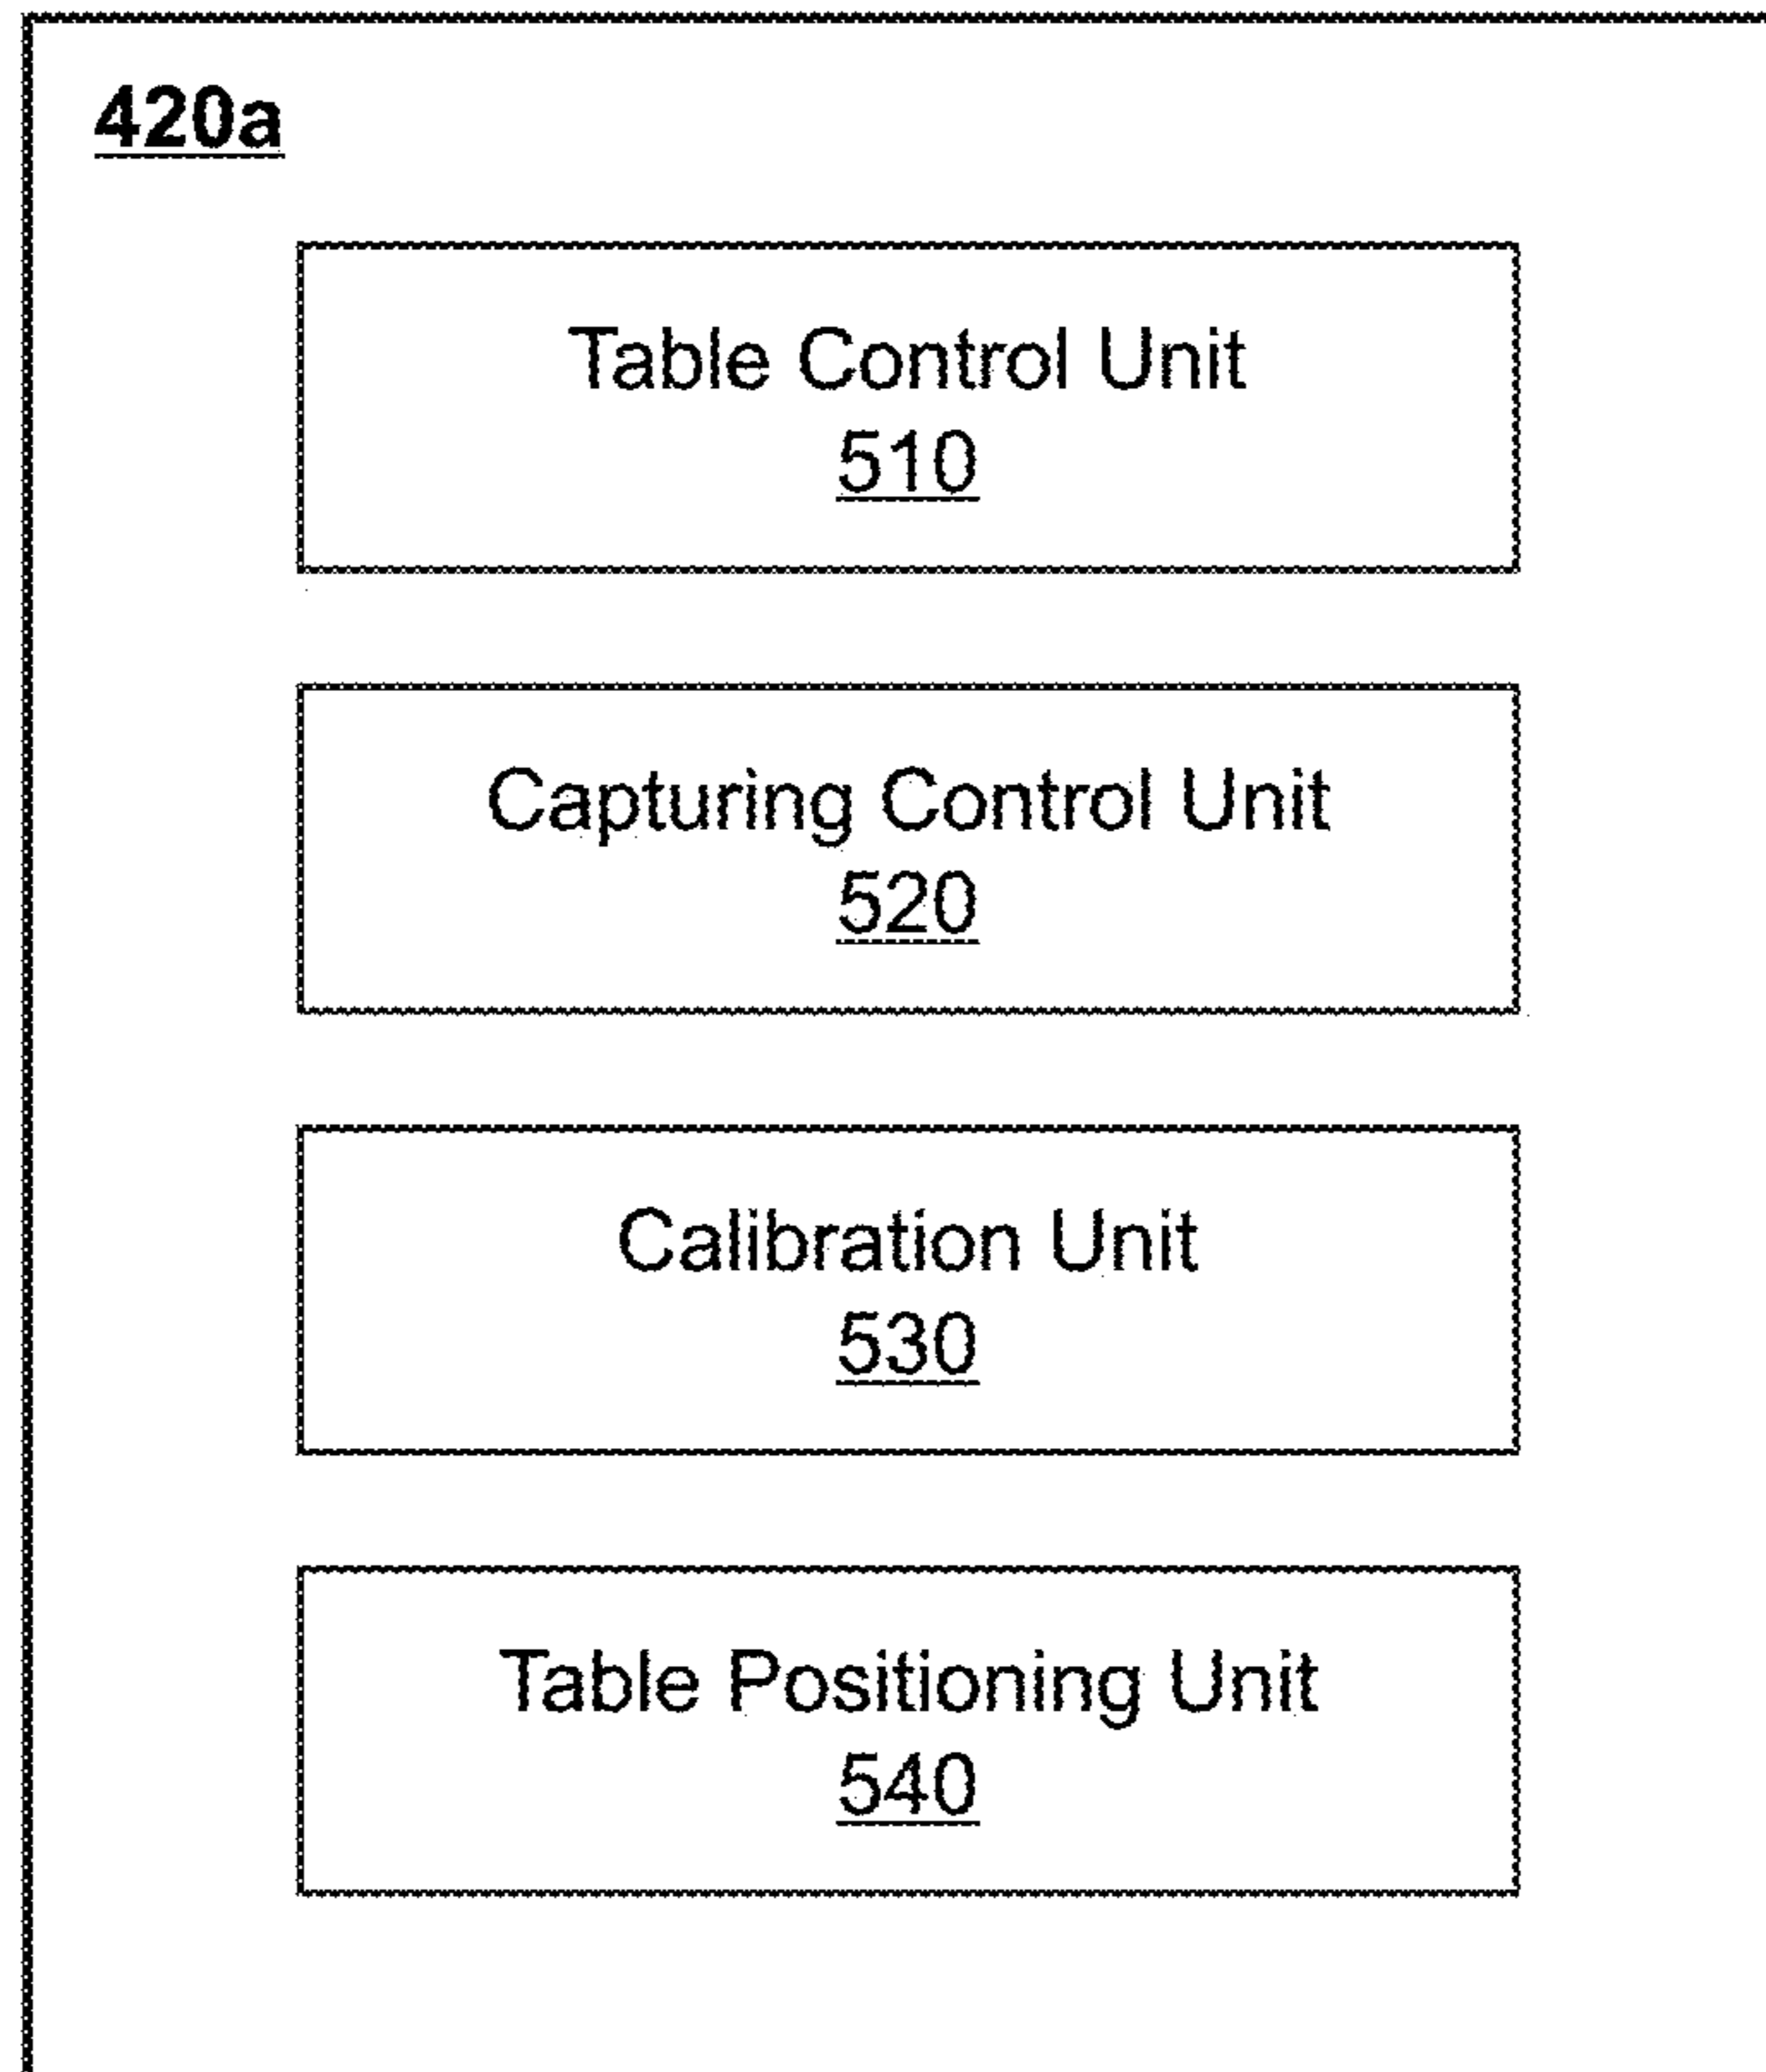 420a
Table Control Unit
510
Capturing Control Unit
520
Calibration Unit
530
Table Positioning Unit
540